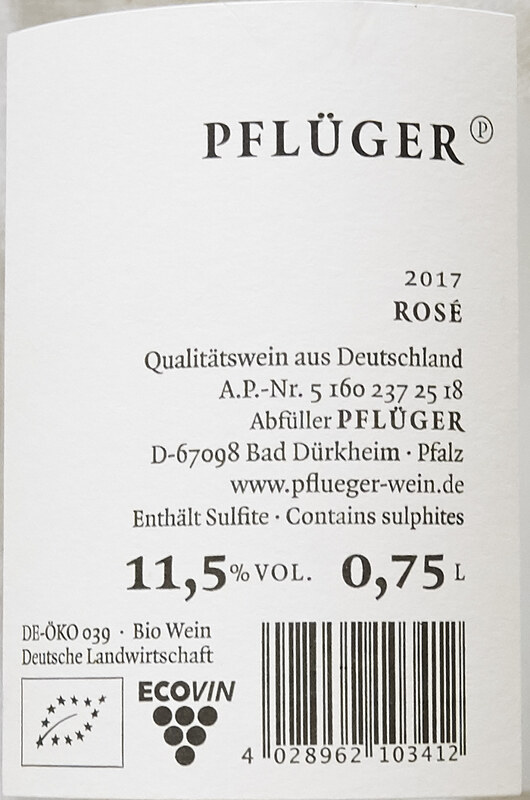 PFLÜGER Ⓟ
2017
ROSÉ
Qualitätswein aus Deutschland
A.P.-Nr. 5 160 237 25 18
Abfüller PFLÜGER
D-67098 Bad Dürkheim · Pfalz
www.pflueger-wein.de
Enthält Sulfite · Contains sulphites
11,5% VOL. 0,75 L
DE-ÖKO 039 · Bio Wein
Deutsche Landwirtschaft
ECOVIN
4 028962 103412